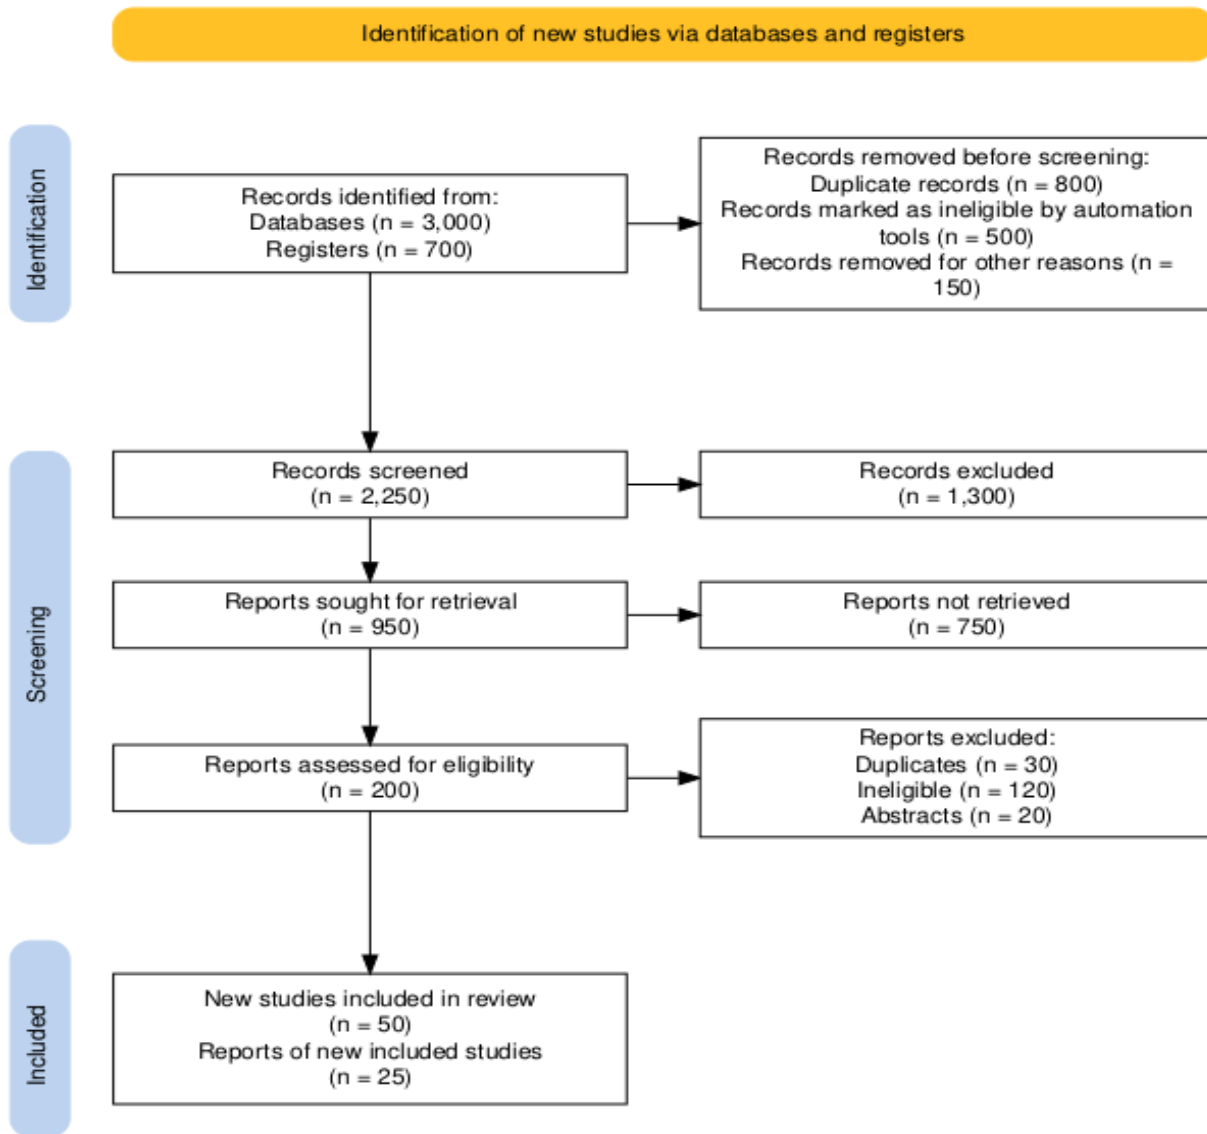 Identification of new studies via databases and registers
Identification
Records identified from:
Databases (n = 3,000)
Registers (n = 700)
Records removed before screening:
Duplicate records (n = 800)
Records marked as ineligible by automation
tools (n = 500)
Records removed for other reasons (n =
150)
Screening
Records screened
(n = 2,250)
Records excluded
(n = 1,300)
Reports sought for retrieval
(n = 950)
Reports not retrieved
(n = 750)
Reports assessed for eligibility
(n = 200)
Reports excluded:
Duplicates (n = 30)
Ineligible (n = 120)
Abstracts (n = 20)
Included
New studies included in review
(n = 50)
Reports of new included studies
(n = 25)